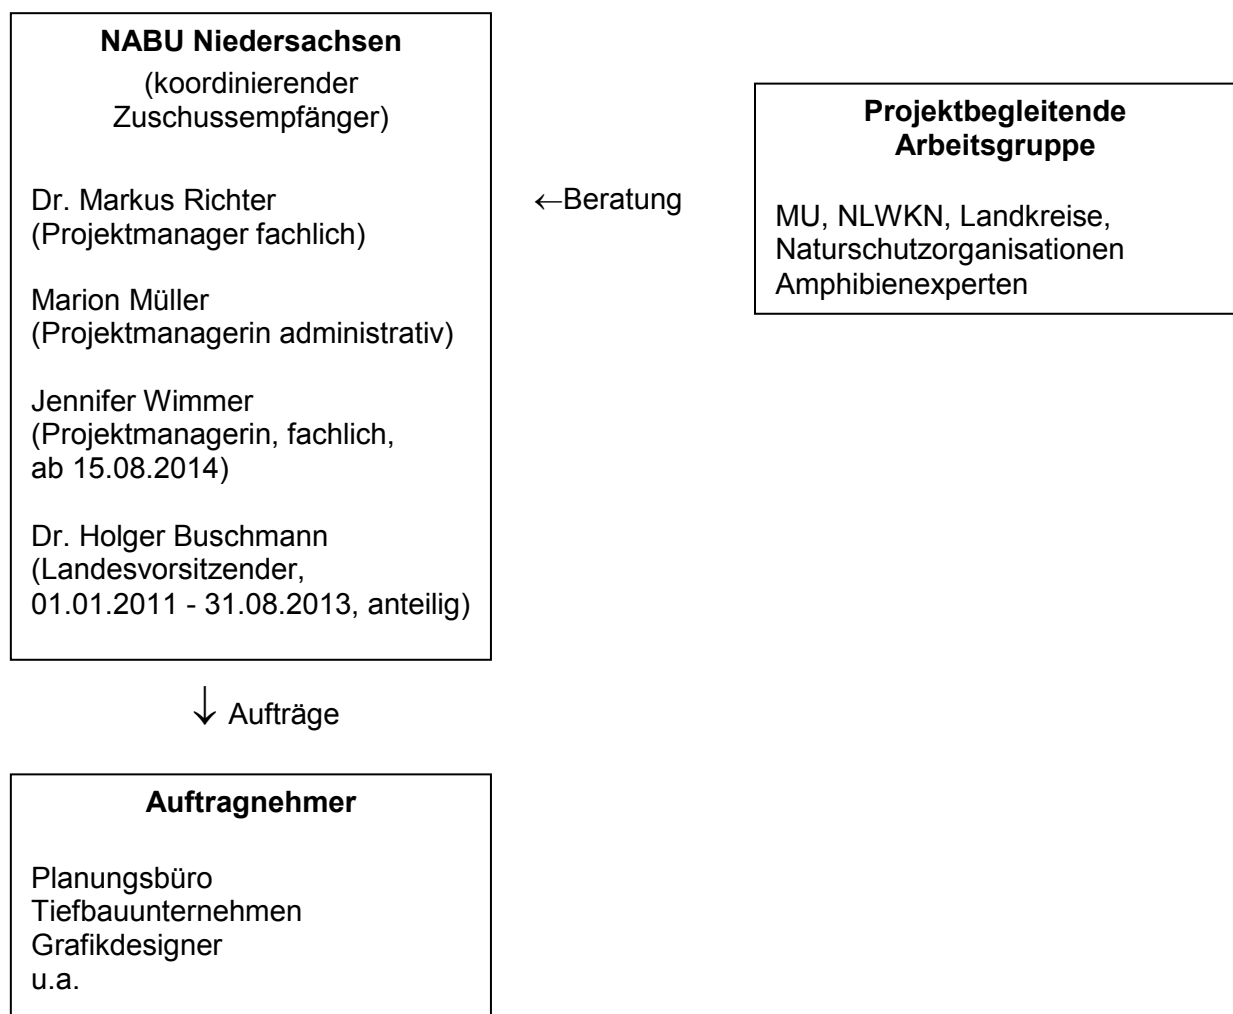 NABU Niedersachsen
(koordinierender
Zuschussempfänger)
Dr. Markus Richter
(Projektmanager fachlich)
Marion Müller
(Projektmanagerin administrativ)
Jennifer Wimmer
(Projektmanagerin, fachlich,
ab 15.08.2014)
Dr. Holger Buschmann
(Landesvorsitzender,
01.01.2011 - 31.08.2013, anteilig)
←Beratung
Projektbegleitende
Arbeitsgruppe
MU, NLWKN, Landkreise,
Naturschutzorganisationen
Amphibienexperten
↓ Aufträge
Auftragnehmer
Planungsbüro
Tiefbauunternehmen
Grafikdesigner
u.a.